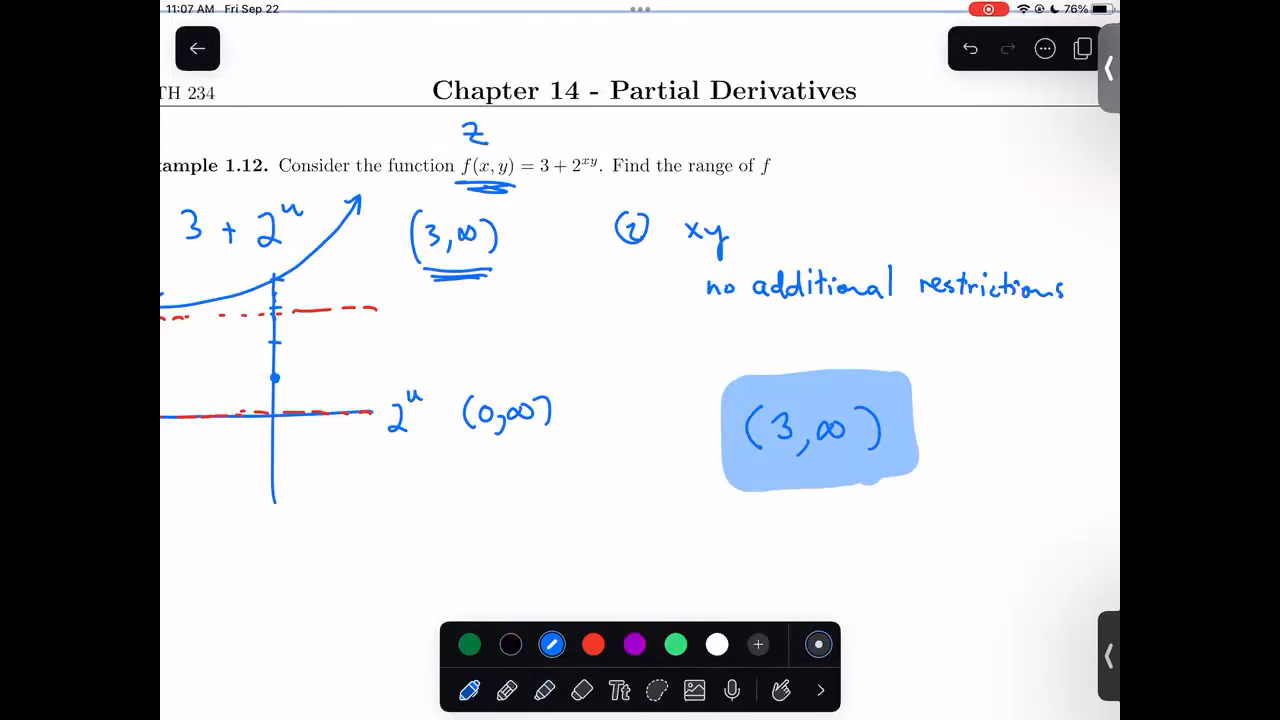 11:07 AM Fri Sep 22
76%
TH 234
Chapter 14 - Partial Derivatives
z
ample 1.12. Consider the function f(x, y) = 3 + 2^{xy}. Find the range of f
3 + 2^u
(3, ∞)
② xy
no additional restrictions
2^u (0, ∞)
(3, ∞)
Tt